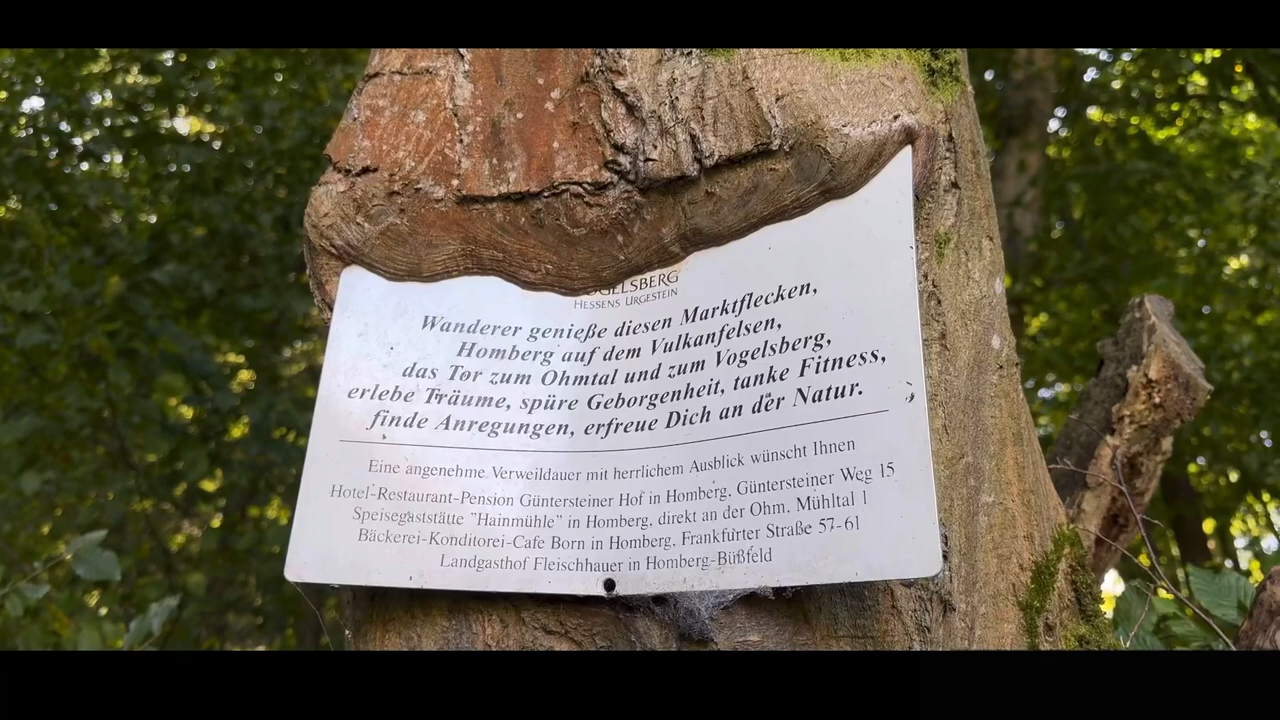 OGELSBERG
HESSENS URGESTEIN
Wanderer genieße diesen Marktflecken,
Homberg auf dem Vulkanfelsen,
das Tor zum Ohmtal und zum Vogelsberg,
erlebe Träume, spüre Geborgenheit, tanke Fitness,
finde Anregungen, erfreue Dich an der Natur.
Eine angenehme Verweildauer mit herrlichem Ausblick wünscht Ihnen
Hotel-Restaurant-Pension Güntersteiner Hof in Homberg, Güntersteiner Weg 15
Speisegaststätte "Hainmühle" in Homberg, direkt an der Ohm, Mühltal 1
Bäckerei-Konditorei-Cafe Born in Homberg, Frankfurter Straße 57-61
Landgasthof Fleischhauer in Homberg-Büßfeld